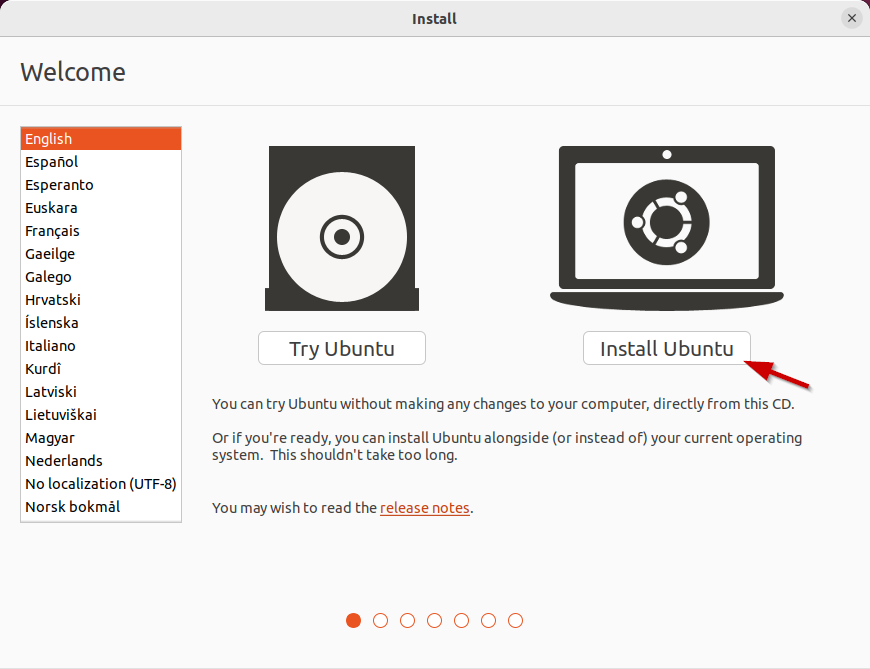 Install
Welcome
English
Español
Esperanto
Euskara
Français
Gaeilge
Galego
Hrvatski
Íslenska
Italiano
Kurdî
Latviski
Lietuviškai
Magyar
Nederlands
No localization (UTF-8)
Norsk bokmål
Try Ubuntu
Install Ubuntu
You can try Ubuntu without making any changes to your computer, directly from this CD.
Or if you're ready, you can install Ubuntu alongside (or instead of) your current operating
system.  This shouldn't take too long.
You may wish to read the release notes.